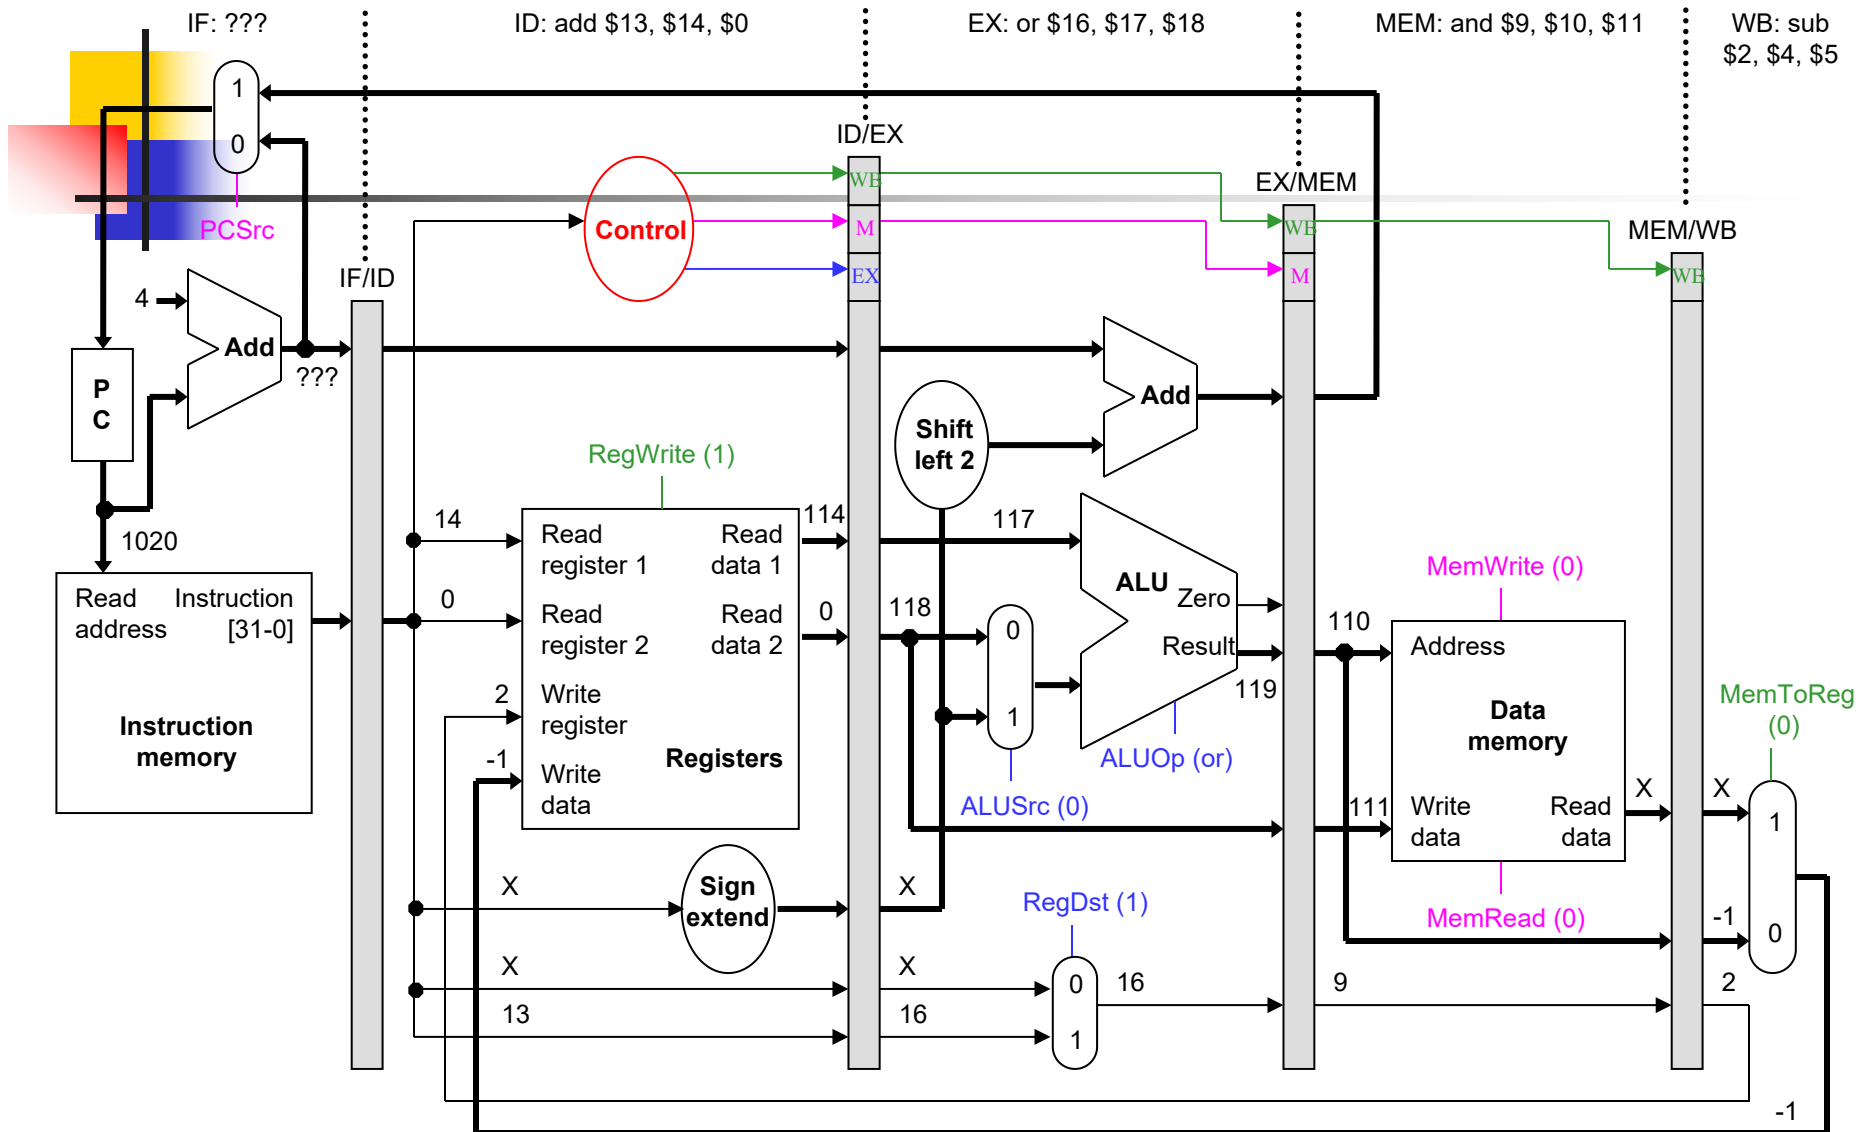 IF: ???
ID: add $13, $14, $0
EX: or $16, $17, $18
MEM: and $9, $10, $11
WB: sub
$2, $4, $5
1
0
PCSrc
ID/EX
WB
M
EX
Control
EX/MEM
WB
M
MEM/WB
WB
IF/ID
4
Add
???
P
C
1020
Add
Shift
left 2
RegWrite (1)
14
0
2
-1
Read
register 1
Read
data 1
Read
register 2
Read
data 2
Write
register
Write
data
Registers
114
0
117
118
0
1
ALUSrc (0)
ALU
Zero
Result
119
ALUOp (or)
Read
address
Instruction
[31-0]
Instruction
memory
110
111
MemWrite (0)
Address
Data
memory
Write
data
Read
data
MemRead (0)
X
X
MemToReg
(0)
1
0
-1
X
Sign
extend
X
RegDst (1)
X
X
13
16
0
1
16
9
2
-1